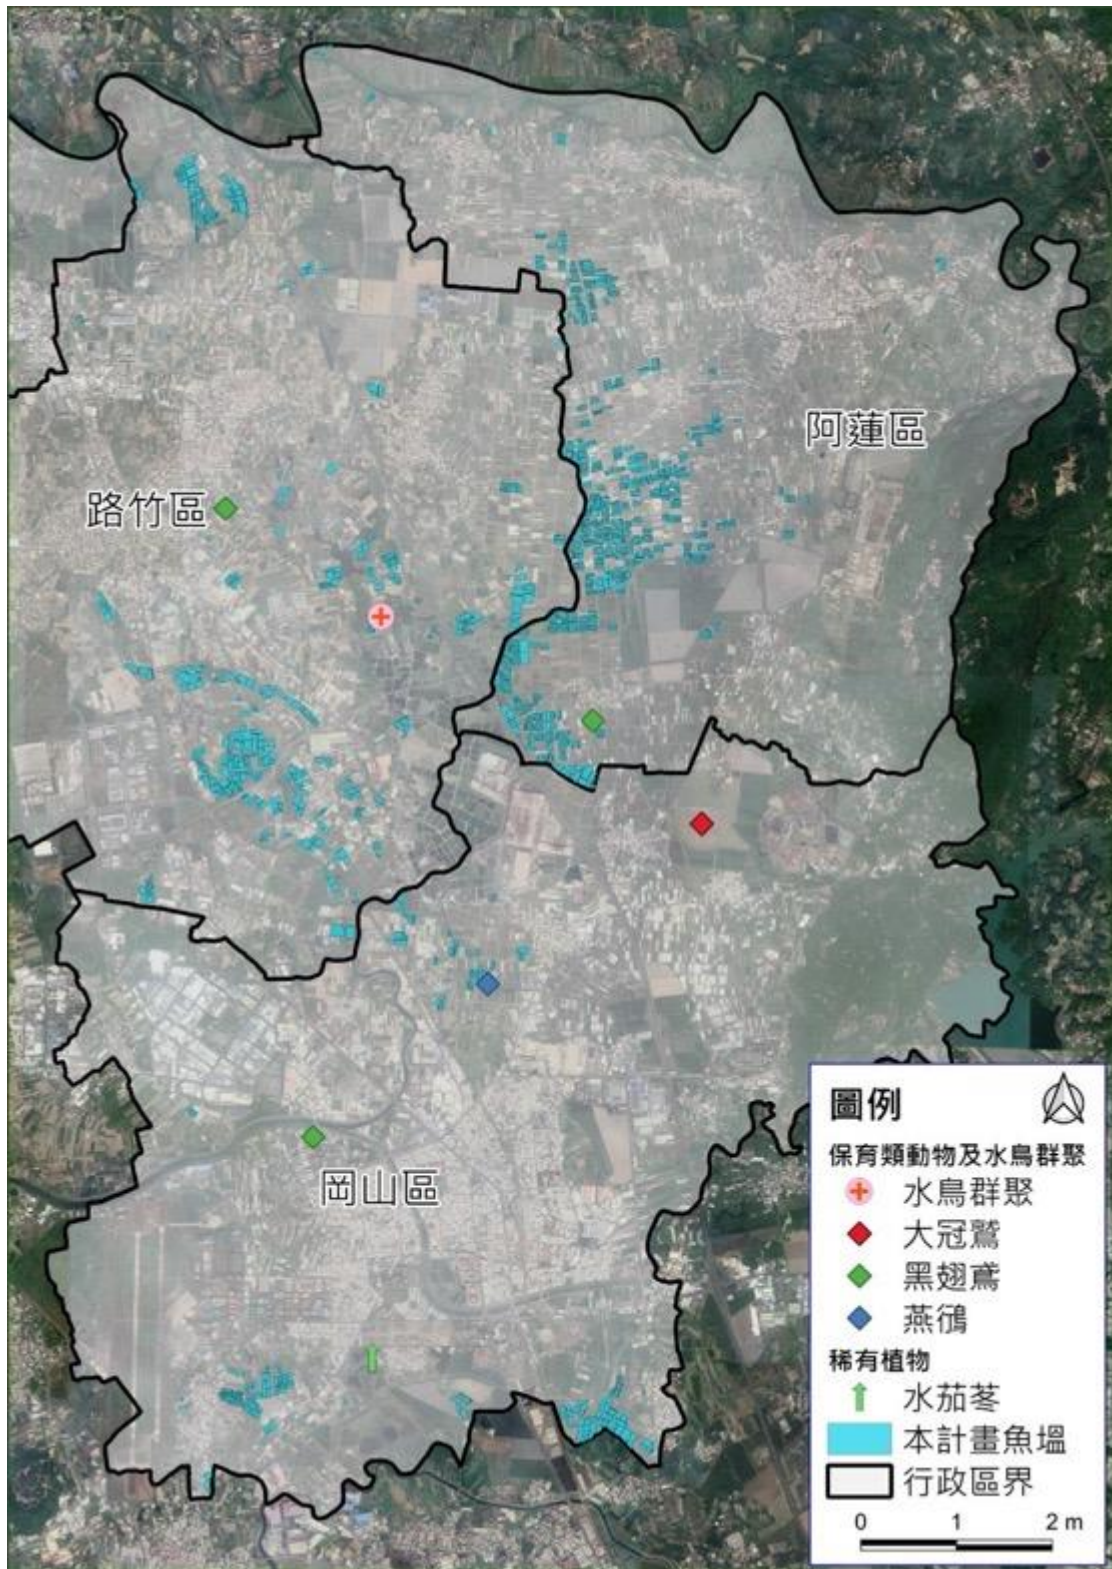 阿蓮區
路竹區
岡山區
圖例
保育類動物及水鳥群聚
水鳥群聚
大冠鷲
黑翅鳶
燕鴴
稀有植物
水茄苳
本計畫魚塭
行政區界
0 1 2 m